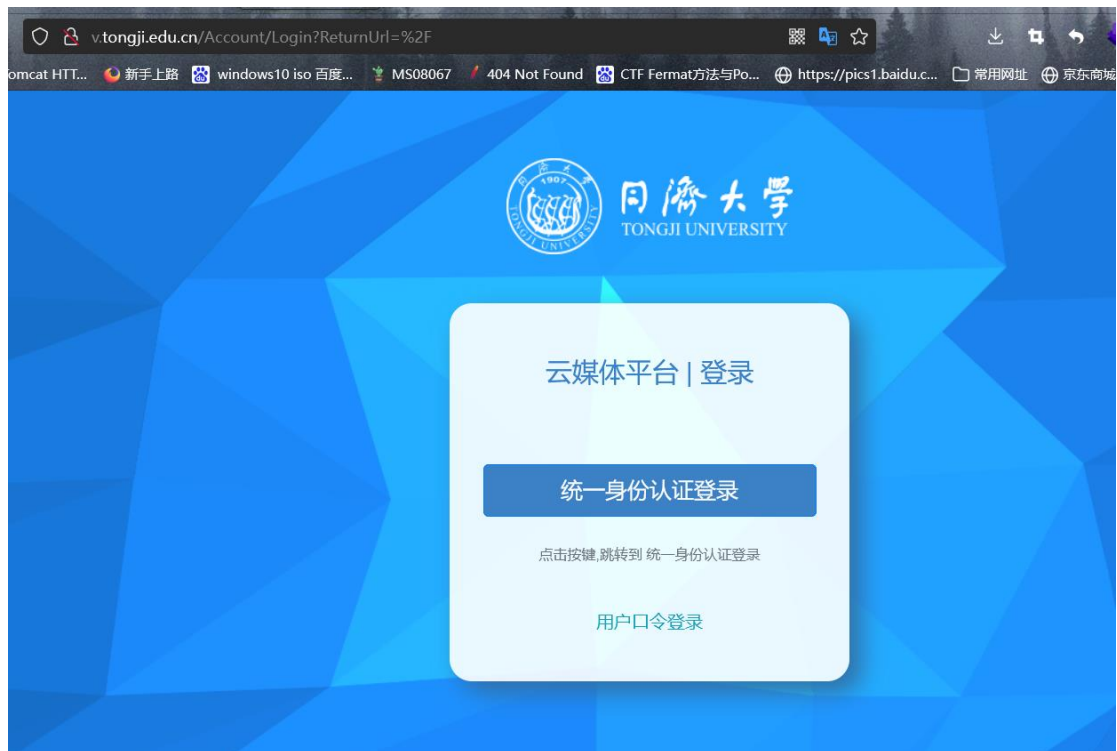 v.tongji.edu.cn/Account/Login?ReturnUrl=%2F
omcat HTT... 新手上路 windows10 iso 百度... MS08067 404 Not Found CTF Fermat方法与Po... https://pics1.baidu.c... 常用网址 京东商城
同濟大學
TONGJI UNIVERSITY
1907
TONGJI UNIVERSITY
云媒体平台 | 登录
统一身份认证登录
点击按键,跳转到 统一身份认证登录
用户口令登录